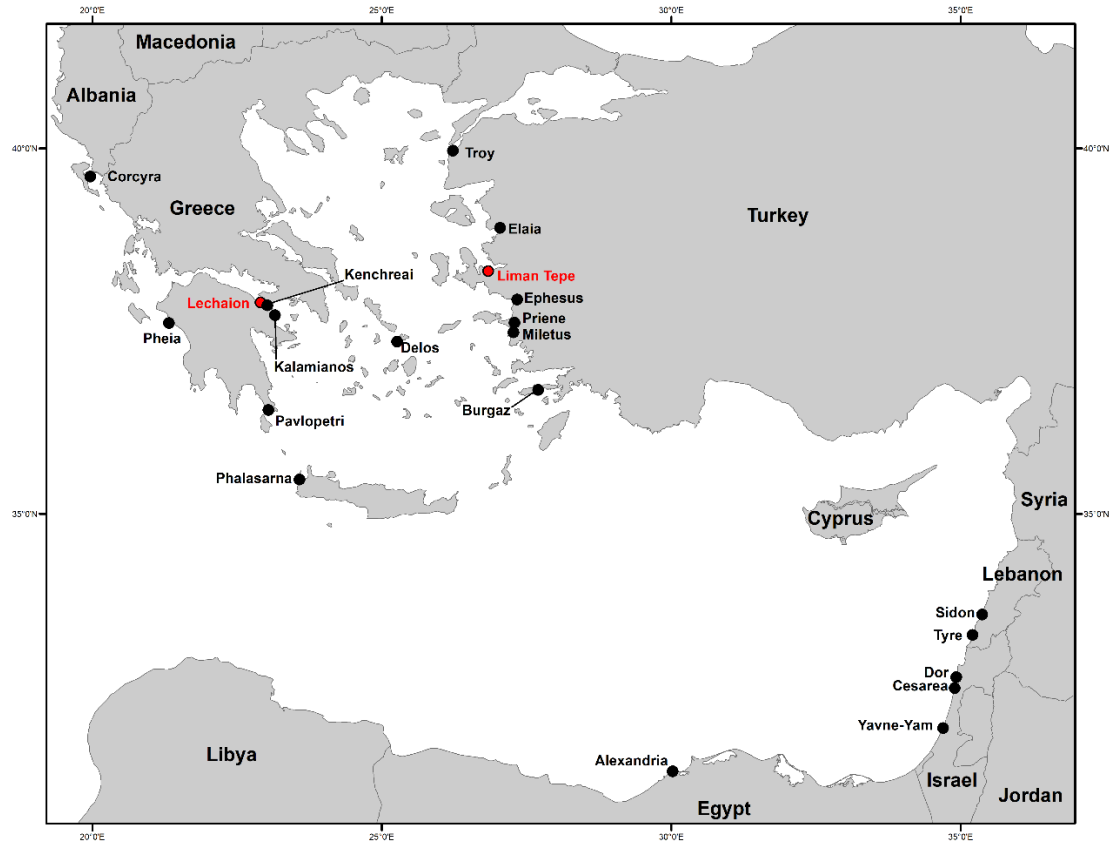 20°0'E
25°0'E
30°0'E
35°0'E
Macedonia
Albania
40°0'N
40°0'N
Troy
Corcyra
Greece
Turkey
Elaia
Kenchreai
Liman Tepe
Lechaion
Ephesus
Priene
Miletus
Pheia
Delos
Kalamianos
Burgaz
Pavlopetri
Phalasarna
Syria
35°0'N
35°0'N
Cyprus
Lebanon
Sidon
Tyre
Dor
Cesarea
Yavne-Yam
Libya
Alexandria
Israel
Jordan
Egypt
20°0'E
25°0'E
30°0'E
35°0'E